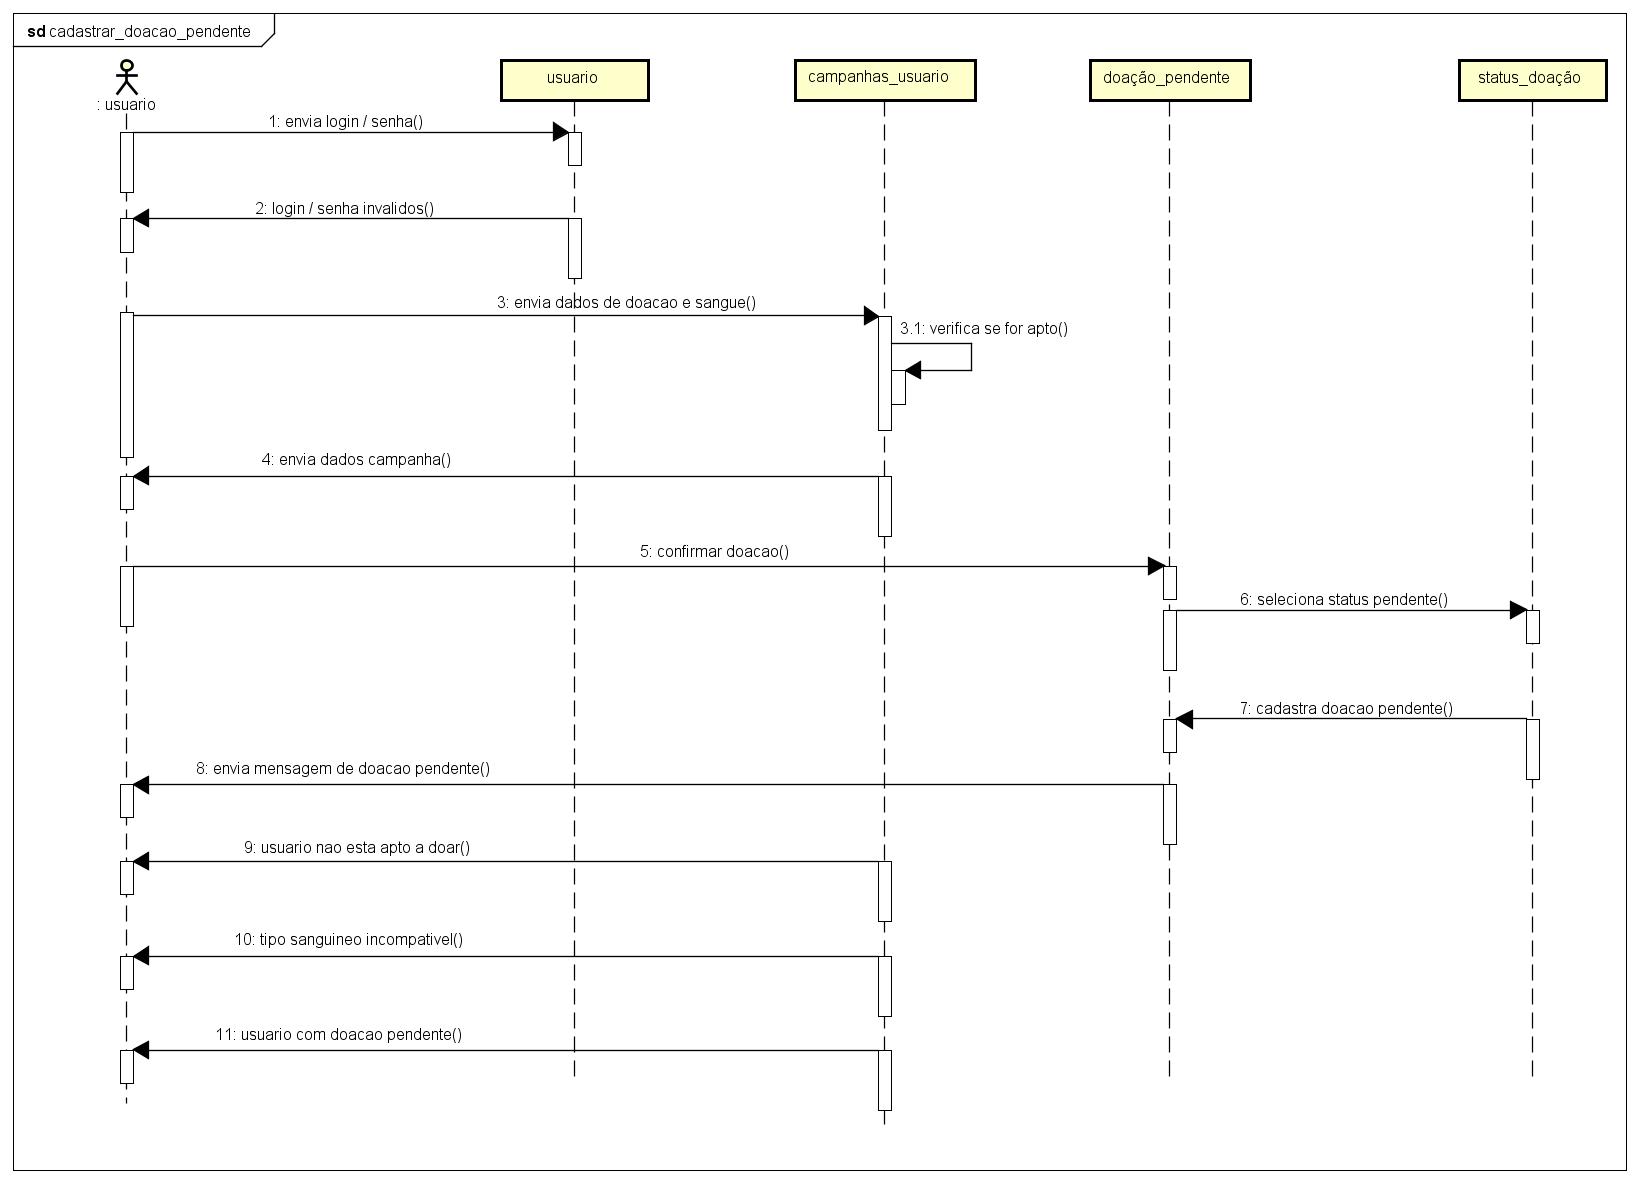 sd cadastrar_doacao_pendente
: usuario
usuario
campanhas_usuario
doação_pendente
status_doação
1: envia login / senha()
2: login / senha invalidos()
3: envia dados de doacao e sangue()
3.1: verifica se for apto()
4: envia dados campanha()
5: confirmar doacao()
6: seleciona status pendente()
7: cadastra doacao pendente()
8: envia mensagem de doacao pendente()
9: usuario nao esta apto a doar()
10: tipo sanguineo incompativel()
11: usuario com doacao pendente()